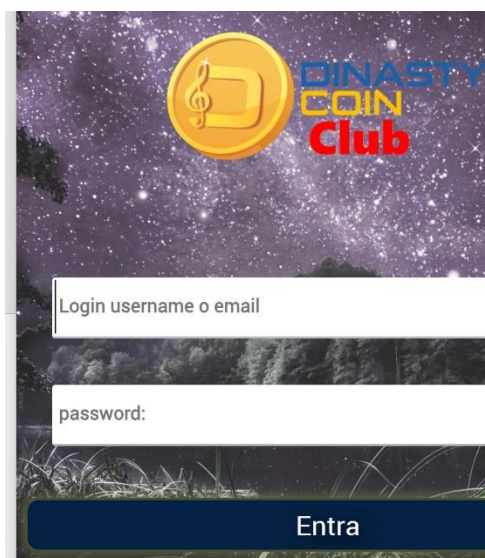 DINASTY
COIN
Club
Login username o email
password:
Entra